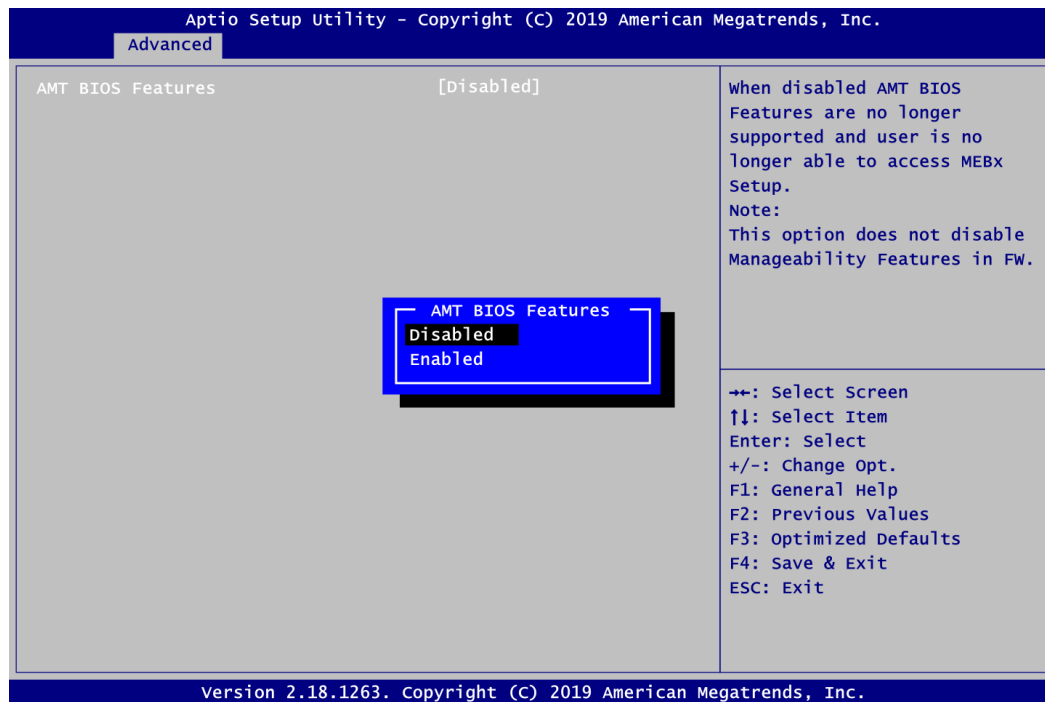 Aptio Setup Utility – Copyright (C) 2019 American Megatrends, Inc.
Advanced
AMT BIOS Features [Disabled]
When disabled AMT BIOS
Features are no longer
supported and user is no
longer able to access MEBx
Setup.
Note:
This option does not disable
Manageability Features in FW.
AMT BIOS Features
Disabled
Enabled
→←: Select Screen
↑↓: Select Item
Enter: Select
+/-: Change Opt.
F1: General Help
F2: Previous Values
F3: Optimized Defaults
F4: Save & Exit
ESC: Exit
Version 2.18.1263. Copyright (C) 2019 American Megatrends, Inc.